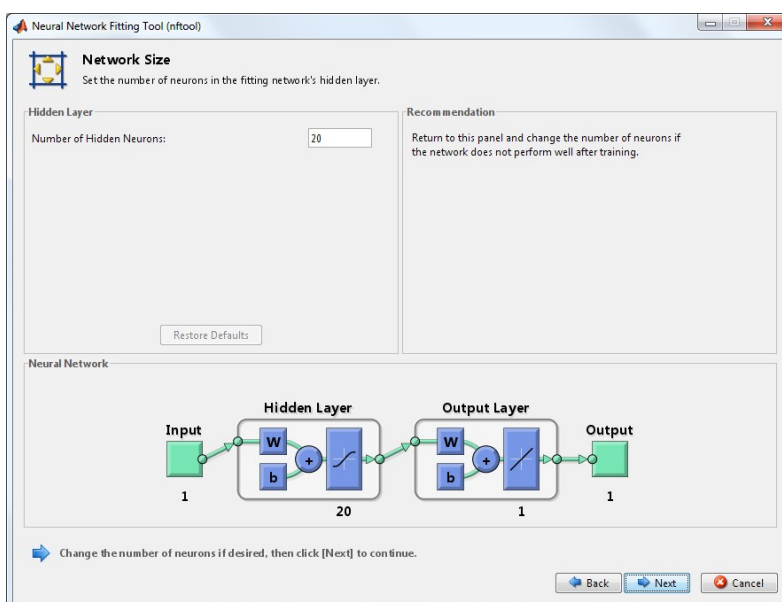 Neural Network Fitting Tool (nftool)
Network Size
Set the number of neurons in the fitting network's hidden layer.
Hidden Layer
Number of Hidden Neurons:
20
Restore Defaults
Recommendation
Return to this panel and change the number of neurons if
the network does not perform well after training.
Neural Network
Hidden Layer
Output Layer
Input
Output
W
b
+
W
b
+
1
20
1
1
Change the number of neurons if desired, then click [Next] to continue.
Back
Next
Cancel